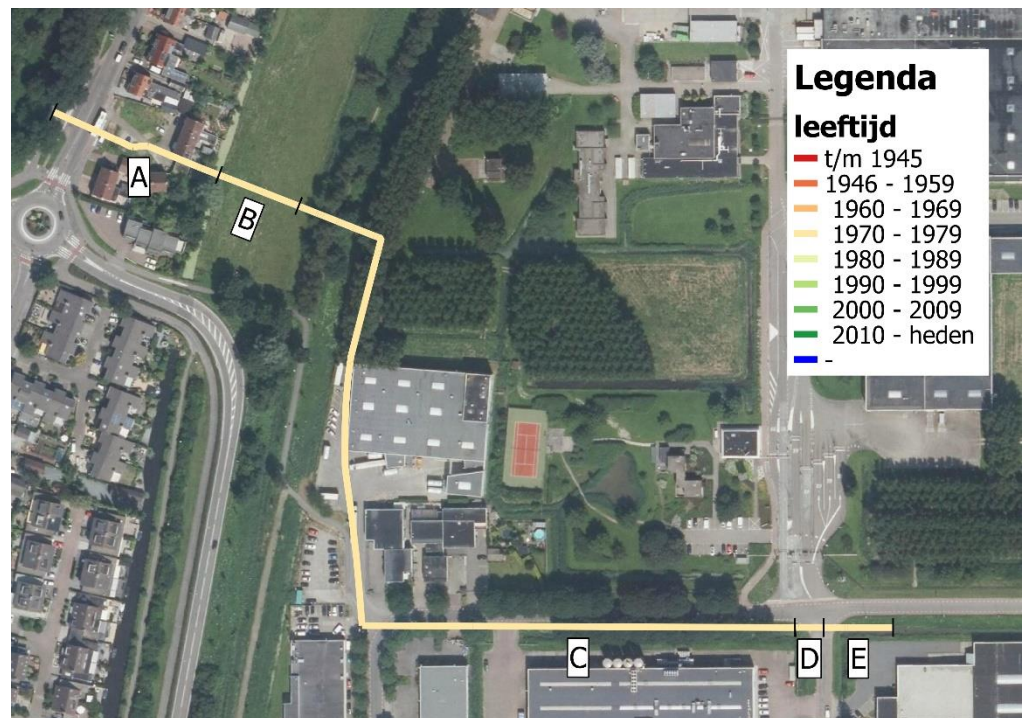 Legenda
leeftijd
t/m 1945
1946 - 1959
1960 - 1969
1970 - 1979
1980 - 1989
1990 - 1999
2000 - 2009
2010 - heden
-
A
B
C
D
E